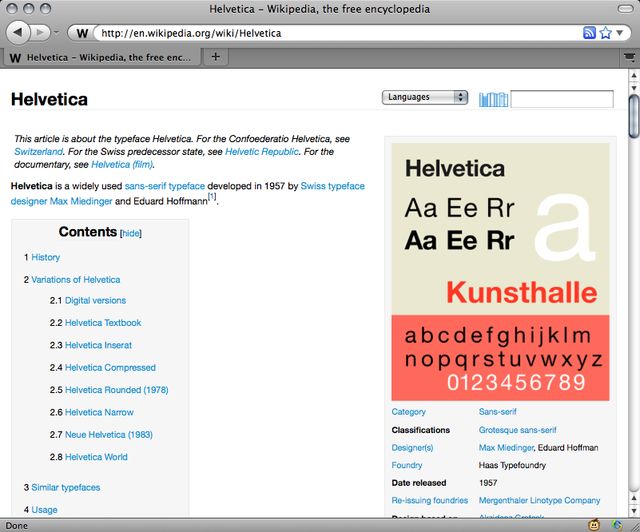 Helvetica – Wikipedia, the free encyclopedia
W http://en.wikipedia.org/wiki/Helvetica
W Helvetica – Wikipedia, the free enc...
Helvetica
Languages
This article is about the typeface Helvetica. For the Confoederatio Helvetica, see
Switzerland. For the Swiss predecessor state, see Helvetic Republic. For the
documentary, see Helvetica (film).
Helvetica is a widely used sans-serif typeface developed in 1957 by Swiss typeface
designer Max Miedinger and Eduard Hoffmann[1].
Contents [hide]
1 History
2 Variations of Helvetica
2.1 Digital versions
2.2 Helvetica Textbook
2.3 Helvetica Inserat
2.4 Helvetica Compressed
2.5 Helvetica Rounded (1978)
2.6 Helvetica Narrow
2.7 Neue Helvetica (1983)
2.8 Helvetica World
3 Similar typefaces
4 Usage
Helvetica
Aa Ee Rr
Aa Ee Rr
a
Kunsthalle
abcdefghijklm
nopqrstuvwxyz
0123456789
Category Sans-serif
Classifications Grotesque sans-serif
Designer(s) Max Miedinger, Eduard Hoffman
Foundry Haas Typefoundry
Date released 1957
Re-issuing foundries Mergenthaler Linotype Company
Design based on Akzidenz Grotesk
Done